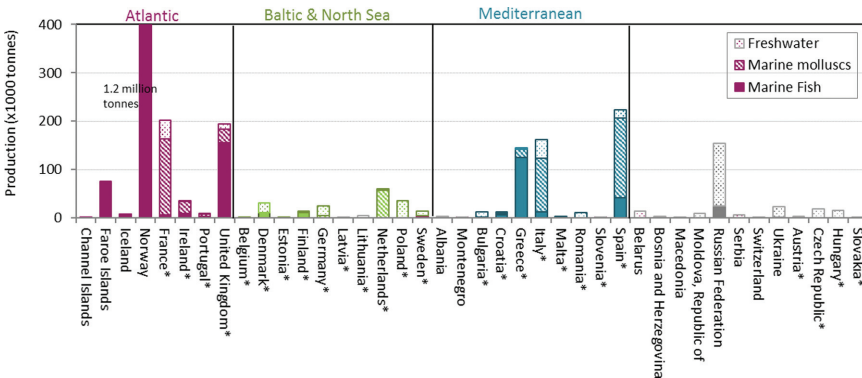 Atlantic
Baltic & North Sea
Mediterranean
Production (x1000 tonnes)
400
300
200
100
0
1.2 million
tonnes
Freshwater
Marine molluscs
Marine Fish
Channel Islands
Faroe Islands
Iceland
Norway
France*
Ireland*
Portugal*
United Kingdom*
Belgium*
Denmark*
Estonia*
Finland*
Germany*
Latvia*
Lithuania*
Netherlands*
Poland*
Sweden*
Albania
Montenegro
Bulgaria*
Croatia*
Greece*
Italy*
Malta*
Romania*
Slovenia*
Spain*
Belarus
Bosnia and Herzegovina
Macedonia
Moldova, Republic of
Russian Federation
Serbia
Switzerland
Ukraine
Austria*
Czech Republic*
Hungary*
Slovakia*